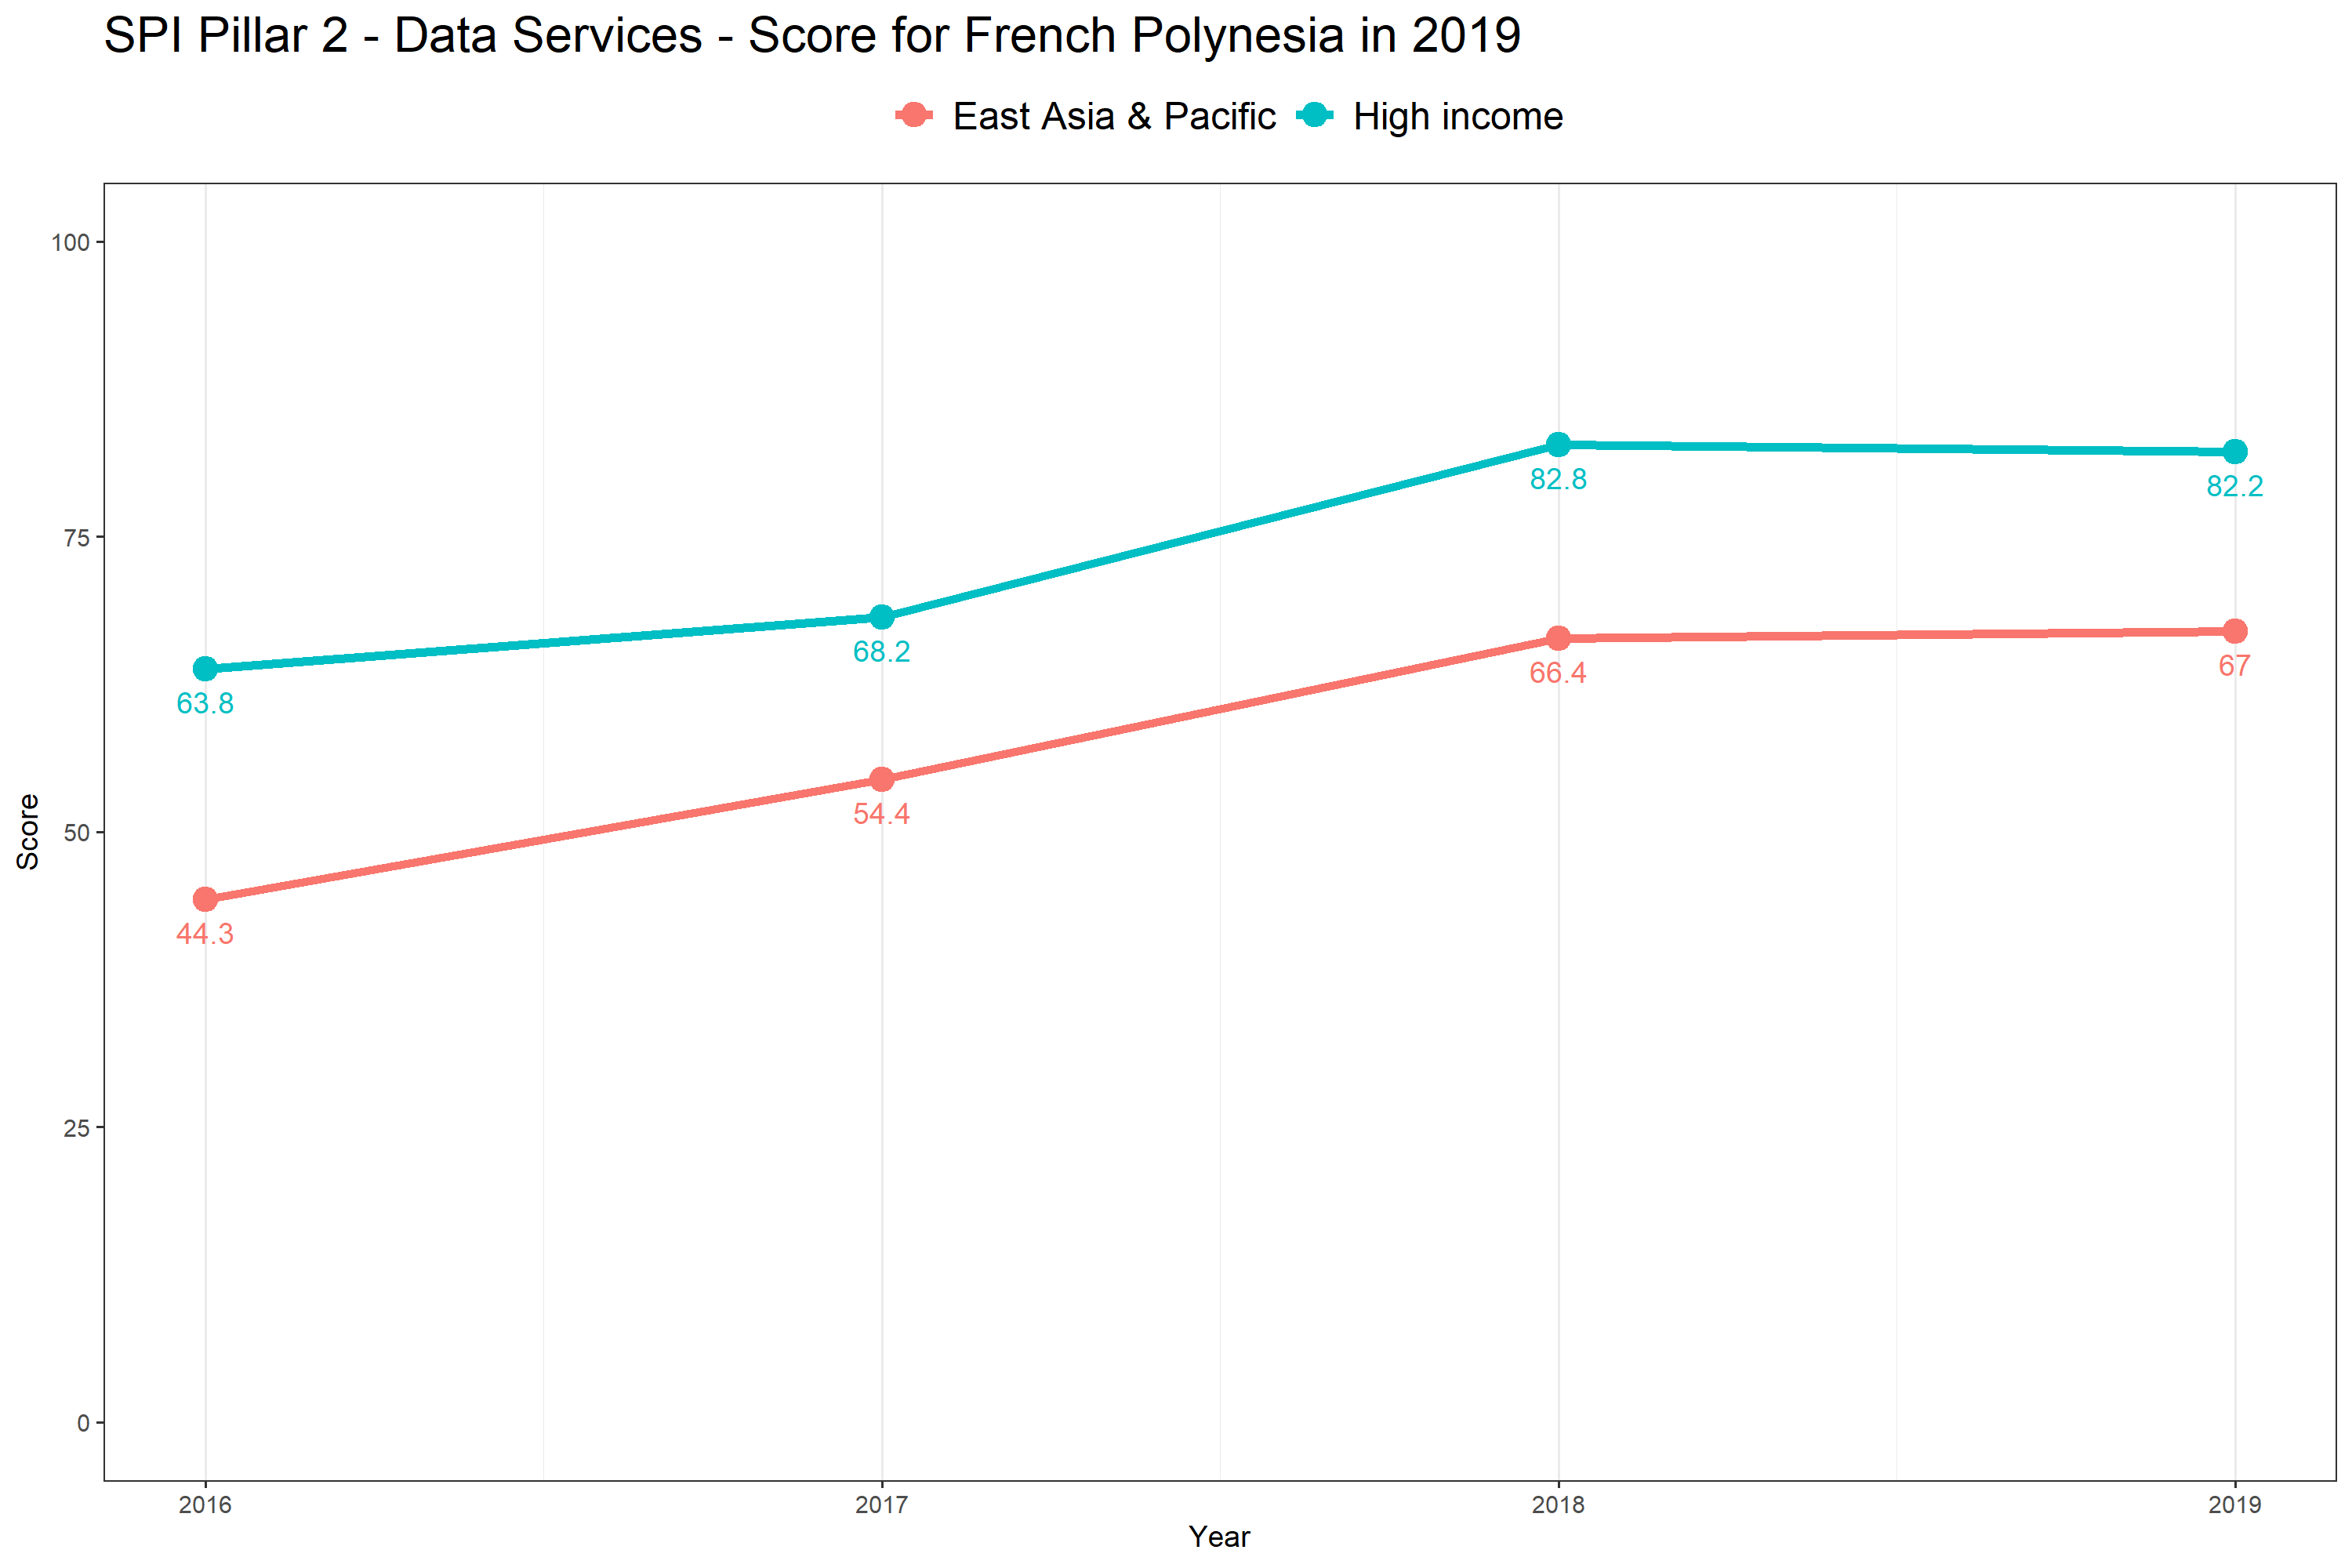 SPI Pillar 2 - Data Services - Score for French Polynesia in 2019
East Asia & Pacific High income
100
75
50
25
0
Score
63.8
68.2
82.8
82.2
44.3
54.4
66.4
67
2016 2017 2018 2019
Year